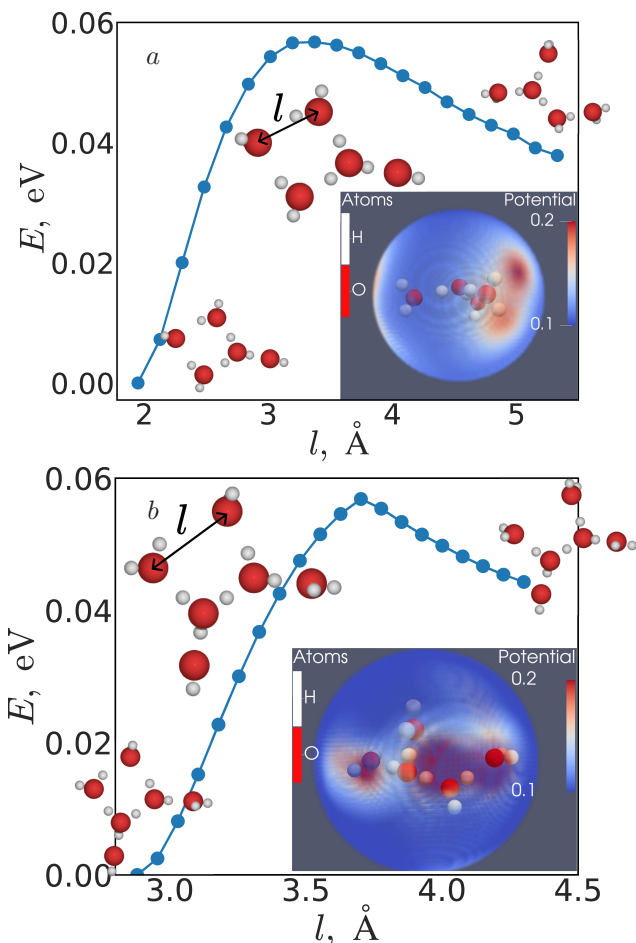 a
0.06
0.04
0.02
0.00
E, eV
l
Atoms
Potential
H
O
0.2
0.1
2
3
4
5
l, Å
b
0.06
0.04
0.02
0.00
E, eV
l
Atoms
Potential
H
O
0.2
0.1
3.0
3.5
4.0
4.5
l, Å